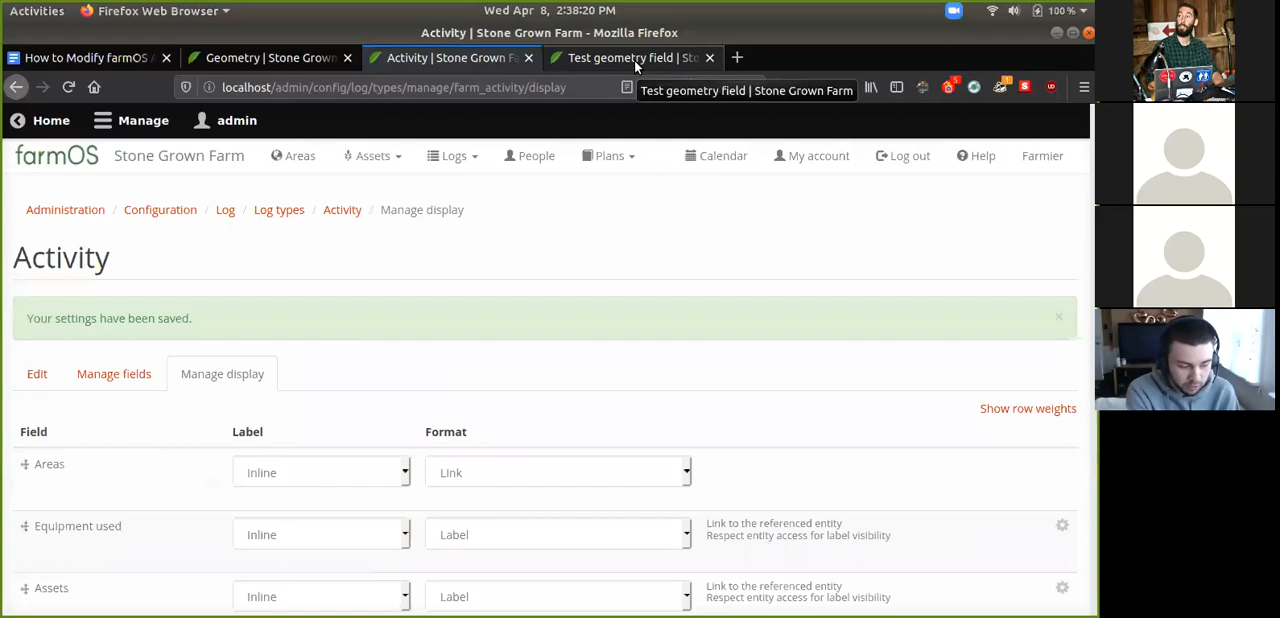 Activities Firefox Web Browser Wed Apr 8, 2:38:20 PM 100 %
Activity | Stone Grown Farm - Mozilla Firefox
How to Modify farmOS A Geometry | Stone Grown Activity | Stone Grown Fa Test geometry field | Sto
localhost/admin/config/log/types/manage/farm_activity/display Test geometry field | Stone Grown Farm 5 1 S
Home Manage admin
farmOS Stone Grown Farm Areas Assets Logs People Plans Calendar My account Log out Help Farmier
Administration / Configuration / Log / Log types / Activity / Manage display
Activity
Your settings have been saved. ×
Edit Manage fields Manage display
Show row weights
Field Label Format
Areas Inline Link
Equipment used Inline Label Link to the referenced entity
Respect entity access for label visibility
Assets Inline Label Link to the referenced entity
Respect entity access for label visibility